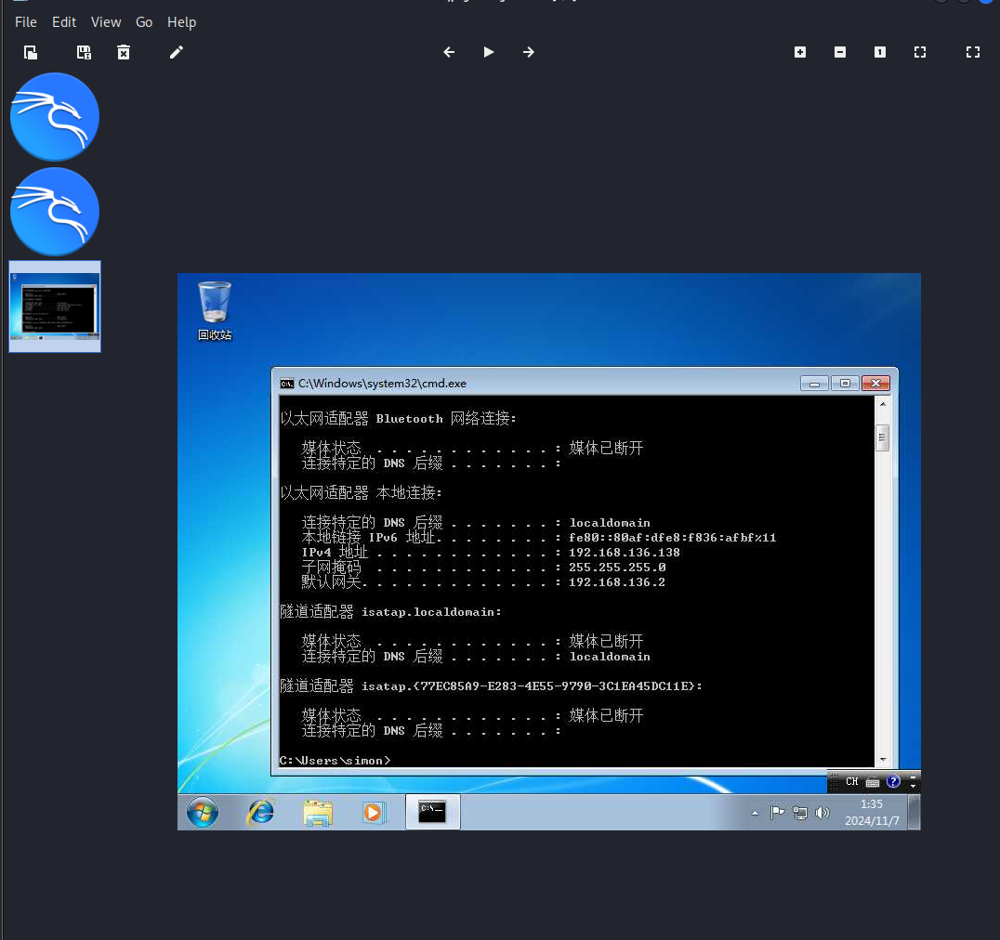 File Edit View Go Help
回收站
C:\Windows\system32\cmd.exe
以太网适配器 Bluetooth 网络连接:
媒体状态 . . . . . . . . . . . . : 媒体已断开
连接特定的 DNS 后缀 . . . . . . . :
以太网适配器 本地连接:
连接特定的 DNS 后缀 . . . . . . . : localdomain
本地链接 IPv6 地址. . . . . . . . : fe80::80af:dfe8:f836:afbf%11
IPv4 地址 . . . . . . . . . . . . : 192.168.136.138
子网掩码 . . . . . . . . . . . . : 255.255.255.0
默认网关. . . . . . . . . . . . . : 192.168.136.2
隧道适配器 isatap.localdomain:
媒体状态 . . . . . . . . . . . . : 媒体已断开
连接特定的 DNS 后缀 . . . . . . . : localdomain
隧道适配器 isatap.{77EC85A9-E283-4E55-9790-3C1EA45DC11E}:
媒体状态 . . . . . . . . . . . . : 媒体已断开
连接特定的 DNS 后缀 . . . . . . . :
C:\Users\simon>
CH
1:35
2024/11/7